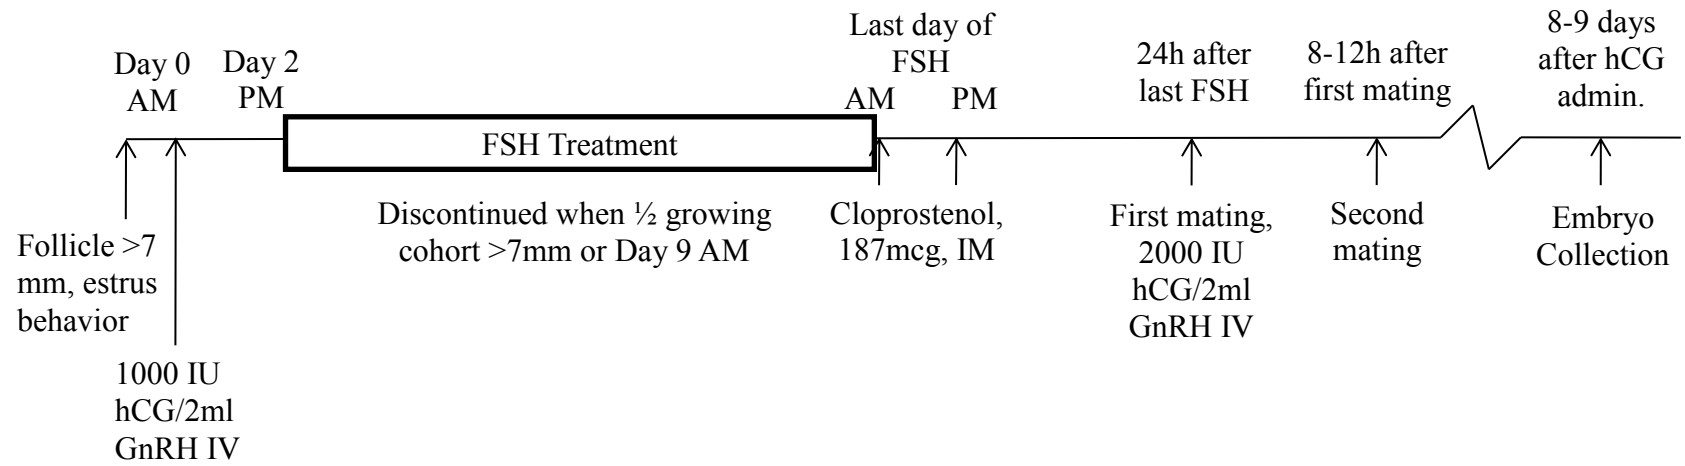 Day 0
AM
Day 2
PM
Last day of
FSH
AM
PM
24h after
last FSH
8-12h after
first mating
8-9 days
after hCG
admin.
FSH Treatment
Follicle >7
mm, estrus
behavior
1000 IU
hCG/2ml
GnRH IV
Discontinued when ½ growing
cohort >7mm or Day 9 AM
Cloprostenol,
187mcg, IM
First mating,
2000 IU
hCG/2ml
GnRH IV
Second
mating
Embryo
Collection